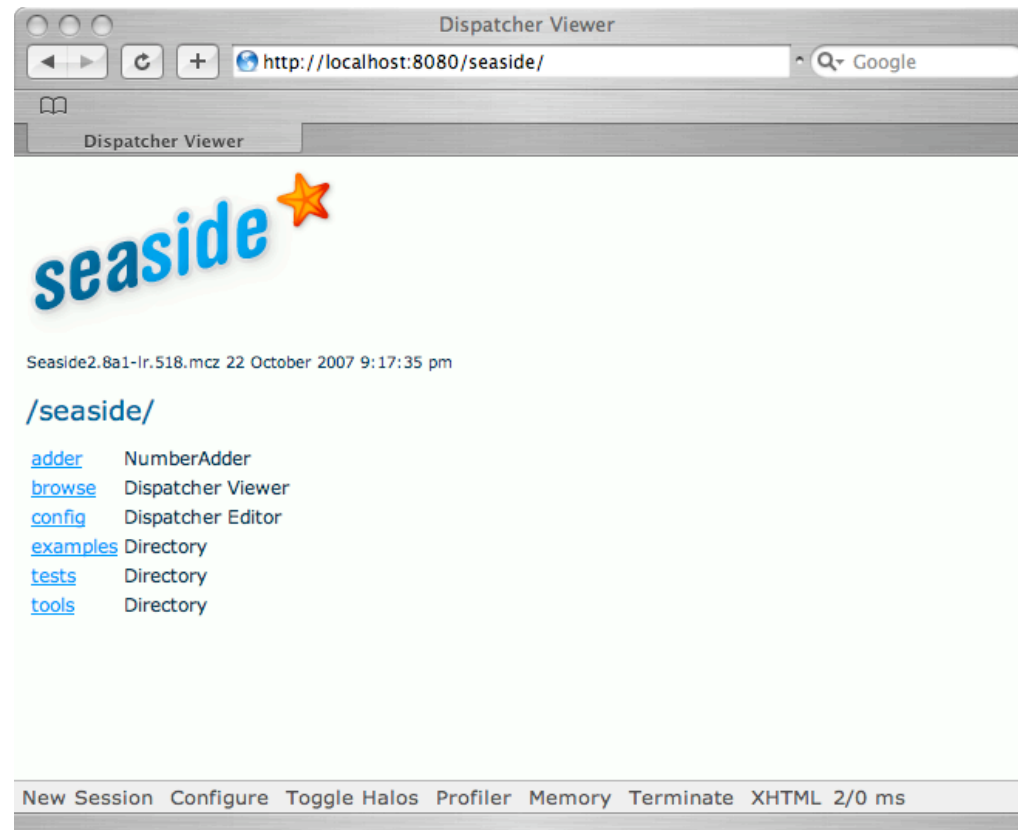 Dispatcher Viewer
http://localhost:8080/seaside/ Google
Dispatcher Viewer
seaside
Seaside2.8a1-lr.518.mcz 22 October 2007 9:17:35 pm
/seaside/
adder NumberAdder
browse Dispatcher Viewer
config Dispatcher Editor
examples Directory
tests Directory
tools Directory
New Session Configure Toggle Halos Profiler Memory Terminate XHTML 2/0 ms